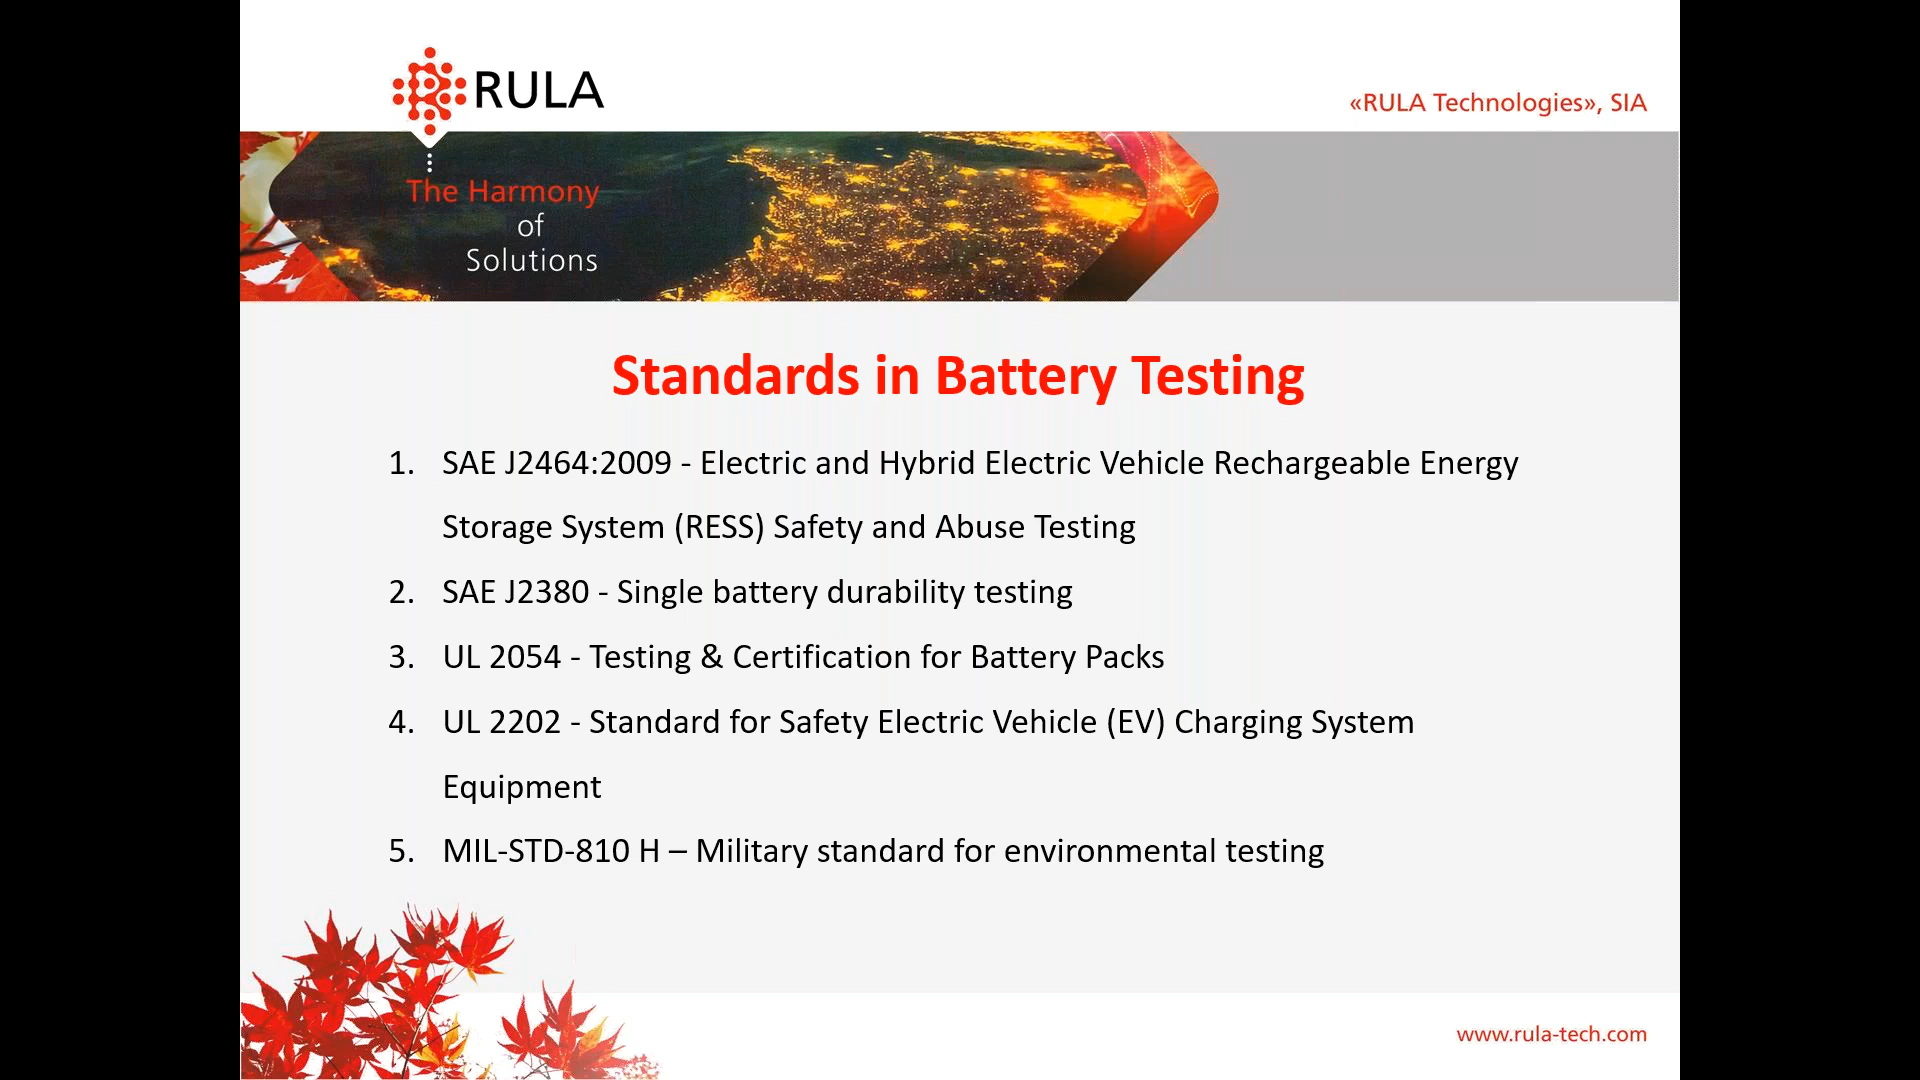 RULA
«RULA Technologies», SIA
The Harmony
of
Solutions
Standards in Battery Testing
1. SAE J2464:2009 - Electric and Hybrid Electric Vehicle Rechargeable Energy
Storage System (RESS) Safety and Abuse Testing
2. SAE J2380 - Single battery durability testing
3. UL 2054 - Testing & Certification for Battery Packs
4. UL 2202 - Standard for Safety Electric Vehicle (EV) Charging System
Equipment
5. MIL-STD-810 H – Military standard for environmental testing
www.rula-tech.com